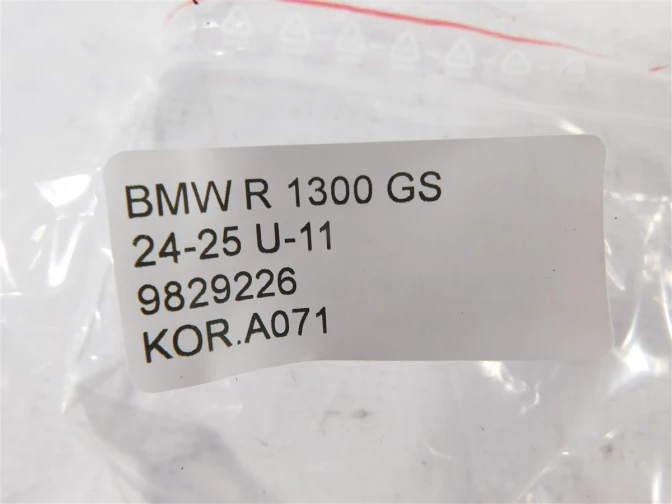 BMW R 1300 GS
24-25 U-11
9829226
KOR.A071